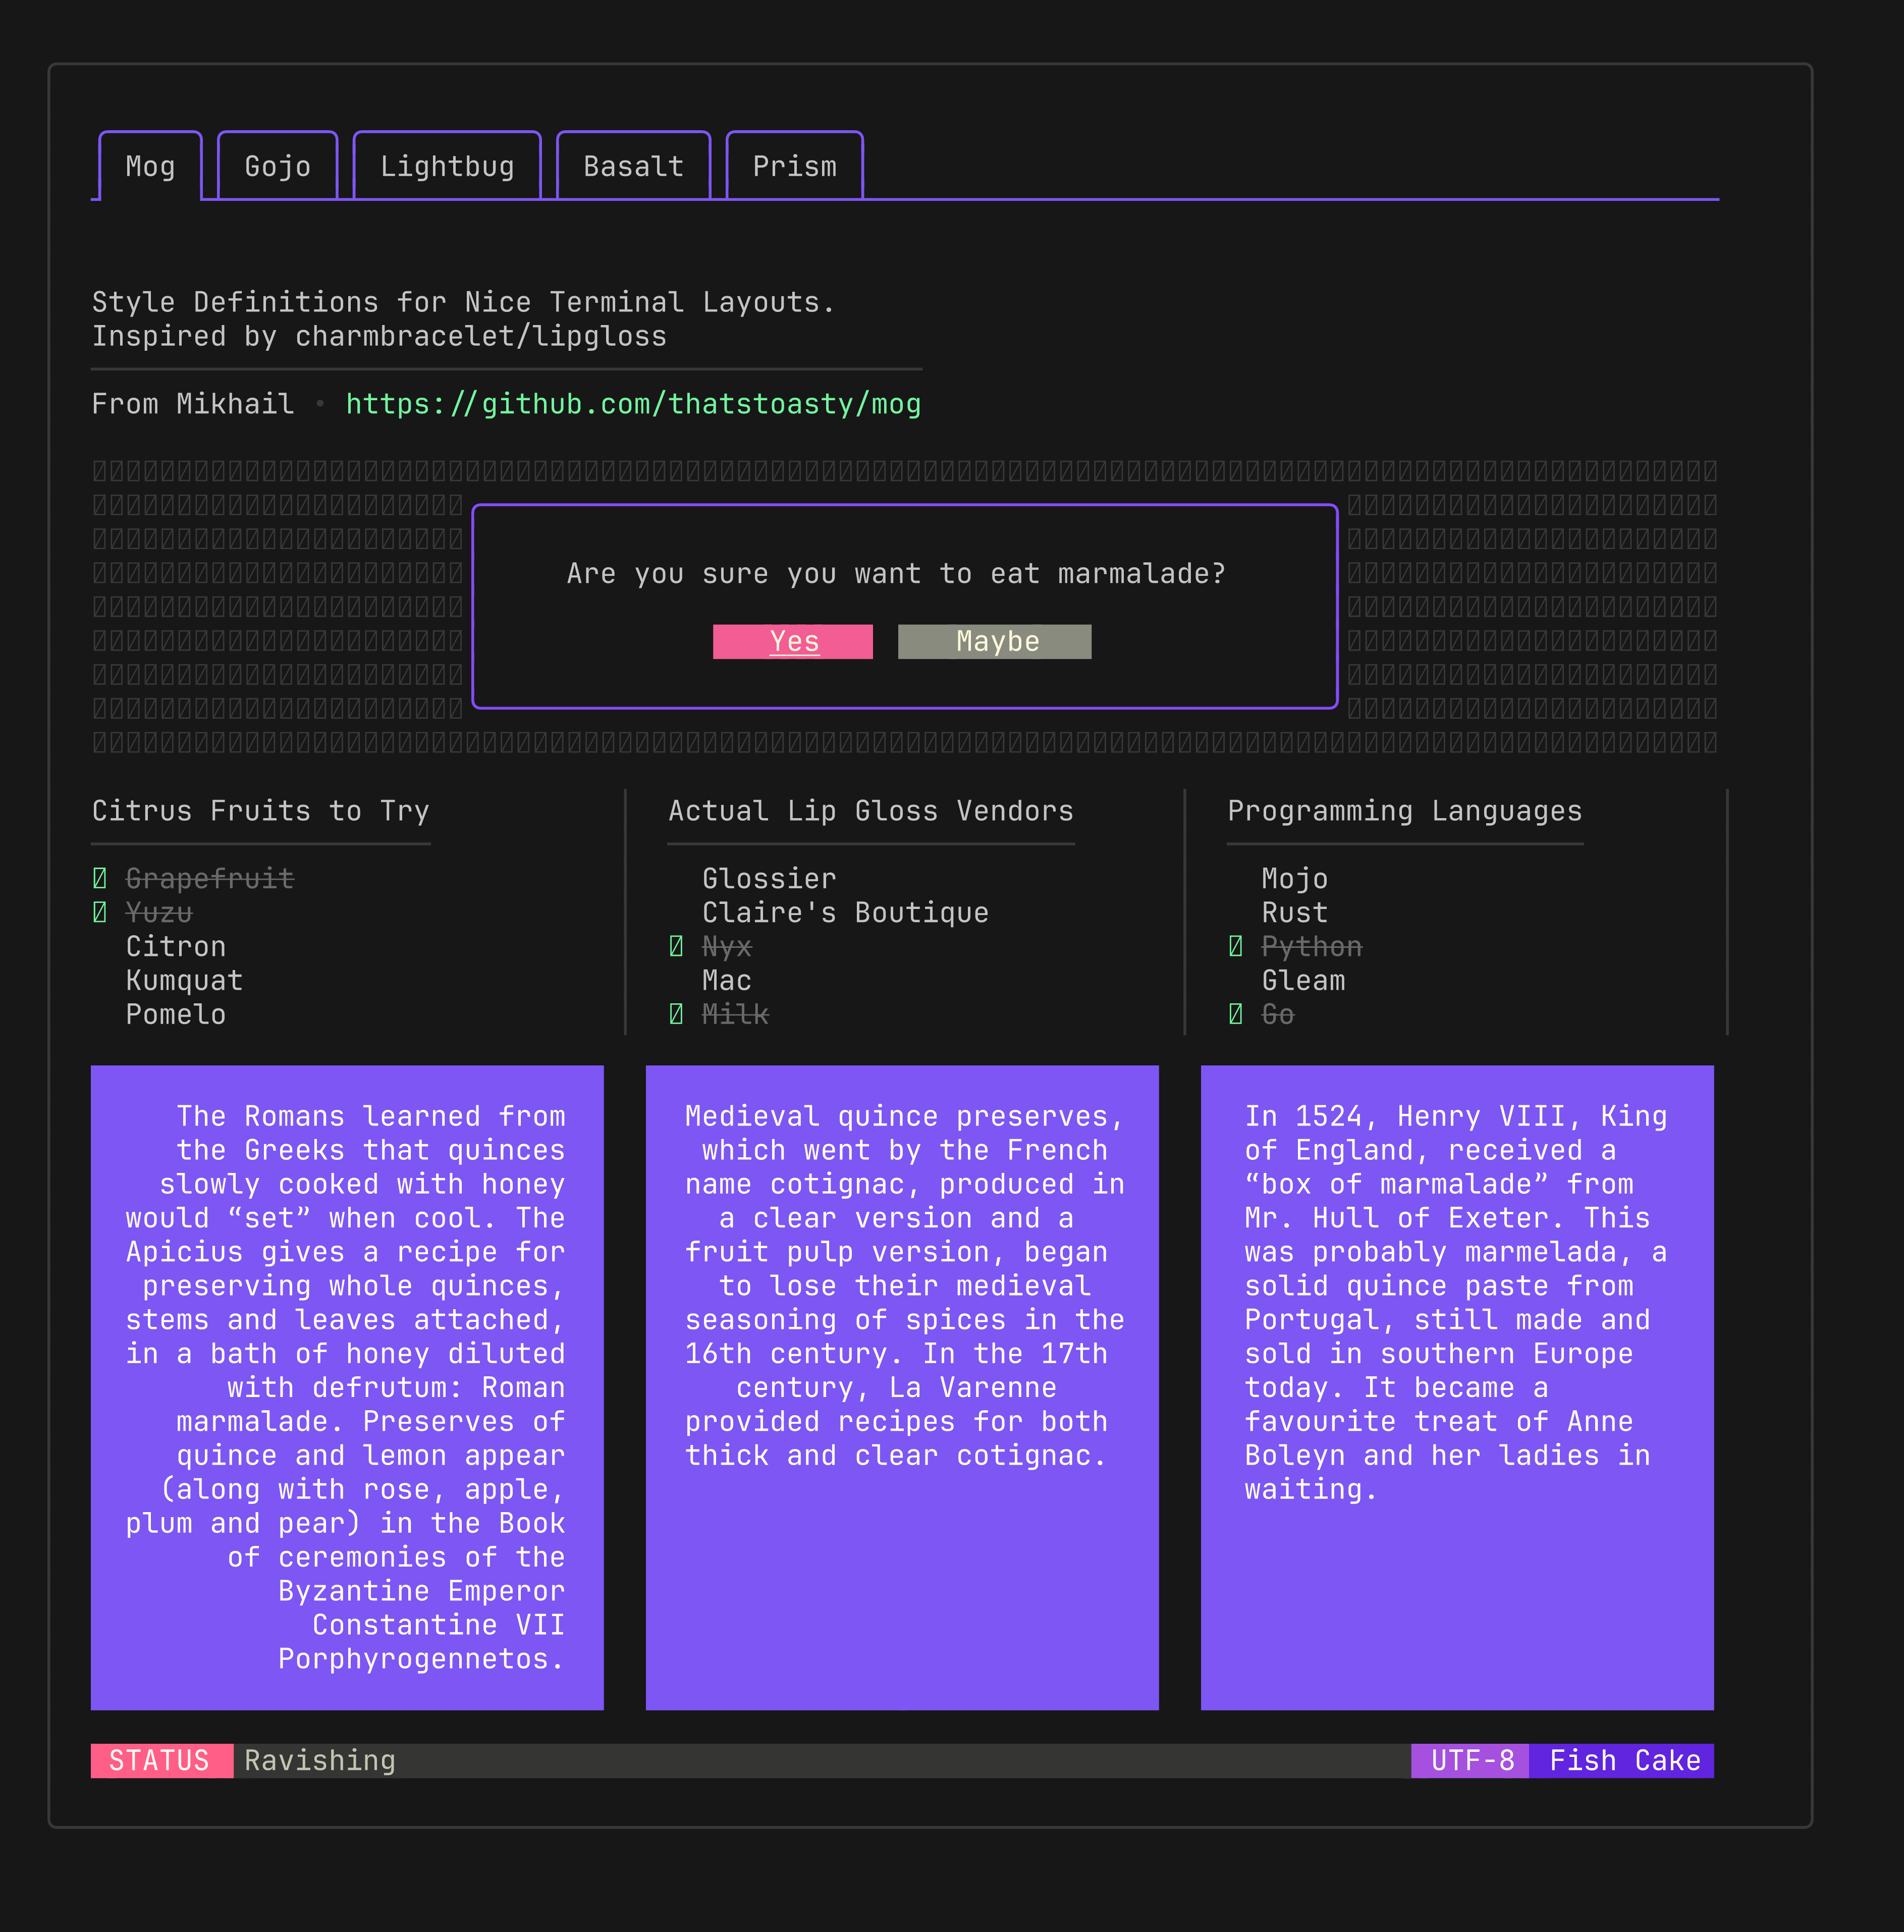 Mog Gojo Lightbug Basalt Prism
Style Definitions for Nice Terminal Layouts.
Inspired by charmbracelet/lipgloss
From Mikhail • https://github.com/thatstoasty/mog
Are you sure you want to eat marmalade?
Yes Maybe
Citrus Fruits to Try
Grapefruit
Yuzu
Citron
Kumquat
Pomelo
Actual Lip Gloss Vendors
Glossier
Claire's Boutique
Nyx
Mac
Milk
Programming Languages
Mojo
Rust
Python
Gleam
Go
The Romans learned from
the Greeks that quinces
slowly cooked with honey
would “set” when cool. The
Apicius gives a recipe for
preserving whole quinces,
stems and leaves attached,
in a bath of honey diluted
with defrutum: Roman
marmalade. Preserves of
quince and lemon appear
(along with rose, apple,
plum and pear) in the Book
of ceremonies of the
Byzantine Emperor
Constantine VII
Porphyrogennetos.
Medieval quince preserves,
which went by the French
name cotignac, produced in
a clear version and a
fruit pulp version, began
to lose their medieval
seasoning of spices in the
16th century. In the 17th
century, La Varenne
provided recipes for both
thick and clear cotignac.
In 1524, Henry VIII, King
of England, received a
“box of marmalade” from
Mr. Hull of Exeter. This
was probably marmelada, a
solid quince paste from
Portugal, still made and
sold in southern Europe
today. It became a
favourite treat of Anne
Boleyn and her ladies in
waiting.
STATUS Ravishing UTF-8 Fish Cake